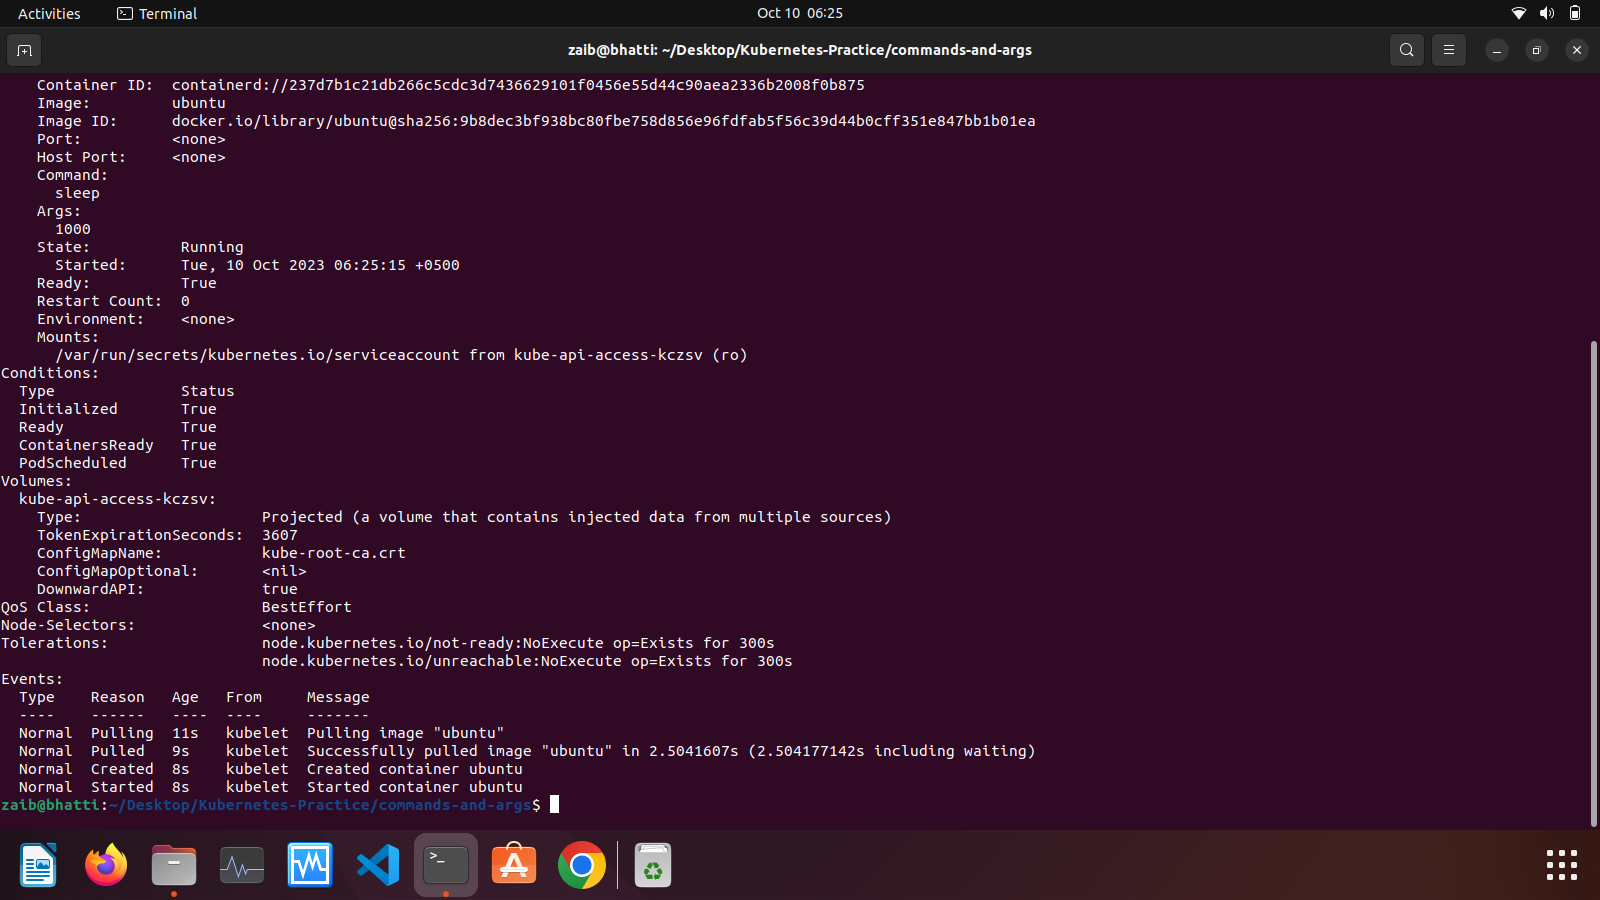 Activities
Terminal
Oct 10 06:25
zaib@bhatti: ~/Desktop/Kubernetes-Practice/commands-and-args
    Container ID:  containerd://237d7b1c21db266c5cdc3d7436629101f0456e55d44c90aea2336b2008f0b875
    Image:         ubuntu
    Image ID:      docker.io/library/ubuntu@sha256:9b8dec3bf938bc80fbe758d856e96fdfab5f56c39d44b0cff351e847bb1b01ea
    Port:          <none>
    Host Port:     <none>
    Command:
      sleep
    Args:
      1000
    State:          Running
      Started:      Tue, 10 Oct 2023 06:25:15 +0500
    Ready:          True
    Restart Count:  0
    Environment:    <none>
    Mounts:
      /var/run/secrets/kubernetes.io/serviceaccount from kube-api-access-kczsv (ro)
Conditions:
  Type              Status
  Initialized       True
  Ready             True
  ContainersReady   True
  PodScheduled      True
Volumes:
  kube-api-access-kczsv:
    Type:                    Projected (a volume that contains injected data from multiple sources)
    TokenExpirationSeconds:  3607
    ConfigMapName:           kube-root-ca.crt
    ConfigMapOptional:       <nil>
    DownwardAPI:             true
QoS Class:                   BestEffort
Node-Selectors:              <none>
Tolerations:                 node.kubernetes.io/not-ready:NoExecute op=Exists for 300s
                             node.kubernetes.io/unreachable:NoExecute op=Exists for 300s
Events:
  Type    Reason   Age   From     Message
  ----    ------   ----  ----     -------
  Normal  Pulling  11s   kubelet  Pulling image "ubuntu"
  Normal  Pulled   9s    kubelet  Successfully pulled image "ubuntu" in 2.5041607s (2.504177142s including waiting)
  Normal  Created  8s    kubelet  Created container ubuntu
  Normal  Started  8s    kubelet  Started container ubuntu
zaib@bhatti:~/Desktop/Kubernetes-Practice/commands-and-args$